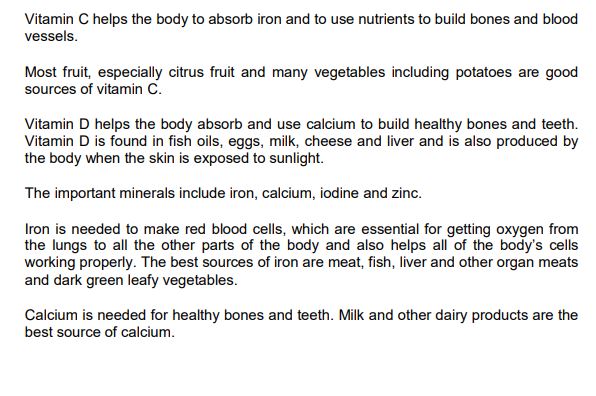 Vitamin C helps the body to absorb iron and to use nutrients to build bones and blood
vessels.
Most fruit, especially citrus fruit and many vegetables including potatoes are good
sources of vitamin C.
Vitamin D helps the body absorb and use calcium to build healthy bones and teeth.
Vitamin D is found in fish oils, eggs, milk, cheese and liver and is also produced by
the body when the skin is exposed to sunlight.
The important minerals include iron, calcium, iodine and zinc.
Iron is needed to make red blood cells, which are essential for getting oxygen from
the lungs to all the other parts of the body and also helps all of the body’s cells
working properly. The best sources of iron are meat, fish, liver and other organ meats
and dark green leafy vegetables.
Calcium is needed for healthy bones and teeth. Milk and other dairy products are the
best source of calcium.